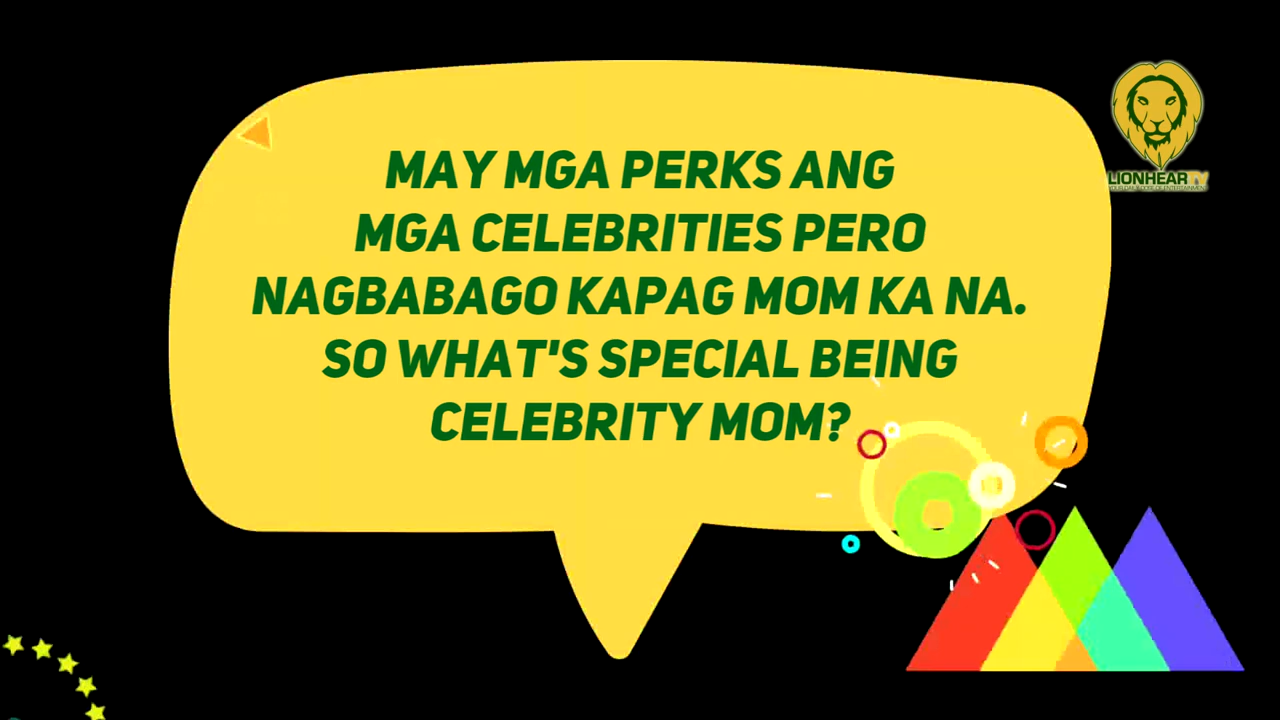 MAY MGA PERKS ANG
MGA CELEBRITIES PERO
NAGBABAGO KAPAG MOM KA NA.
SO WHAT'S SPECIAL BEING
CELEBRITY MOM?
LIONHEARTV